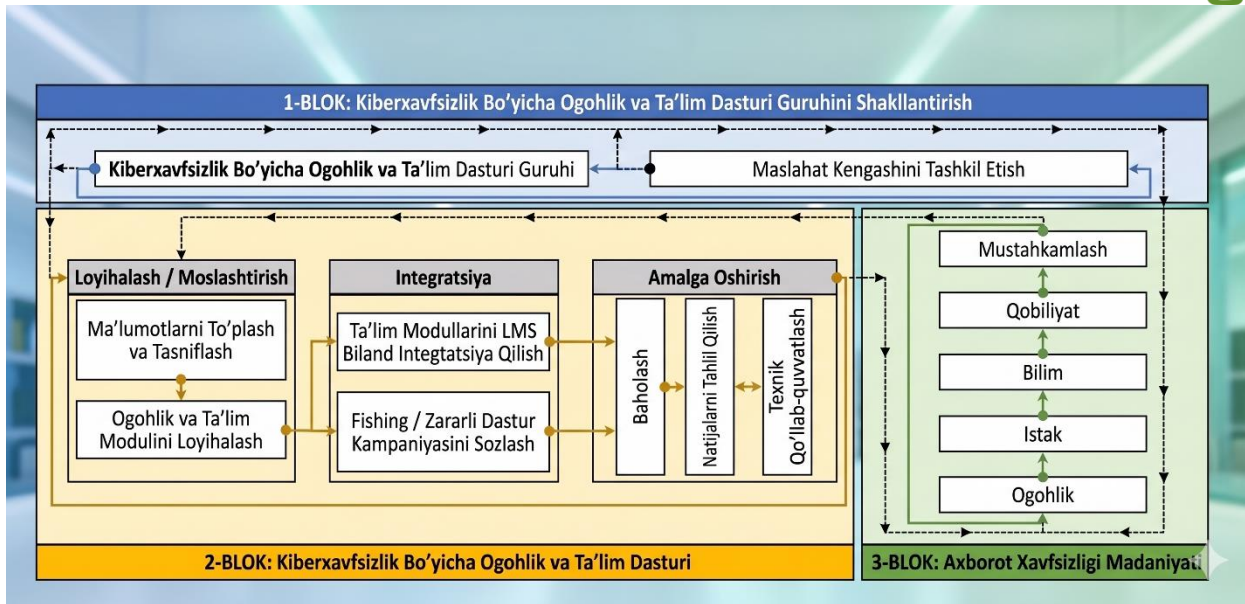 1-BLOK: Kiberxavfsizlik Bo'yicha Ogohlik va Ta'lim Dasturi Guruhini Shakllantirish
Kiberxavfsizlik Bo'yicha Ogohlik va Ta'lim Dasturi Guruhi
Maslahat Kengashini Tashkil Etish
Loyihalash / Moslashtirish
Ma'lumotlarni To'plash
va Tasniflash
Ogohlik va Ta'lim
Modulini Loyihalash
Integratsiya
Ta'lim Modullarini LMS
Biland Integtatsiya Qilish
Fishing / Zararli Dastur
Kampaniyasini Sozlash
Amalga Oshirish
Baholash
Natijalarni Tahlil Qilish
Texnik
Qo'llab-quvvatlash
2-BLOK: Kiberxavfsizlik Bo'yicha Ogohlik va Ta'lim Dasturi
Mustahkamlash
Qobiliyat
Bilim
Istak
Ogohlik
3-BLOK: Axborot Xavfsizligi Madaniyati